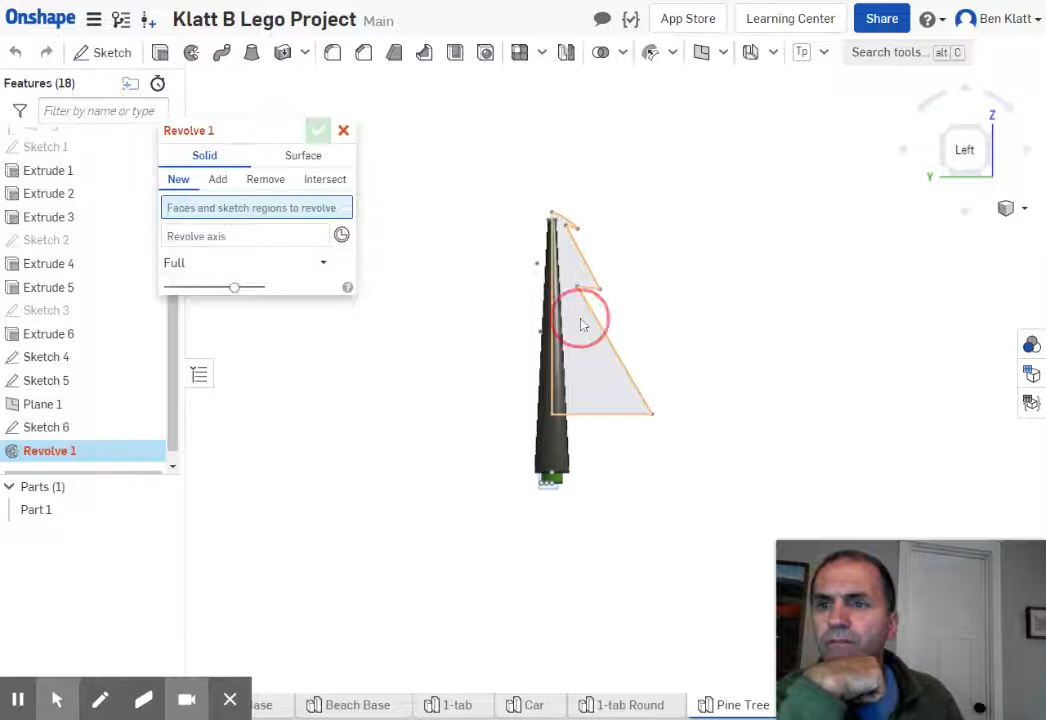 Onshape
Klatt B Lego Project Main
App Store
Learning Center
Share
Ben Klatt
Sketch
Tp
Search tools... alt C
Features (18)
Filter by name or type
Sketch 1
Extrude 1
Extrude 2
Extrude 3
Sketch 2
Extrude 4
Extrude 5
Sketch 3
Extrude 6
Sketch 4
Sketch 5
Plane 1
Sketch 6
Revolve 1
Parts (1)
Part 1
Revolve 1
Solid Surface
New Add Remove Intersect
Faces and sketch regions to revolve
Revolve axis
Full
Z
Left
Y
Base
Beach Base
1-tab
Car
1-tab Round
Pine Tree